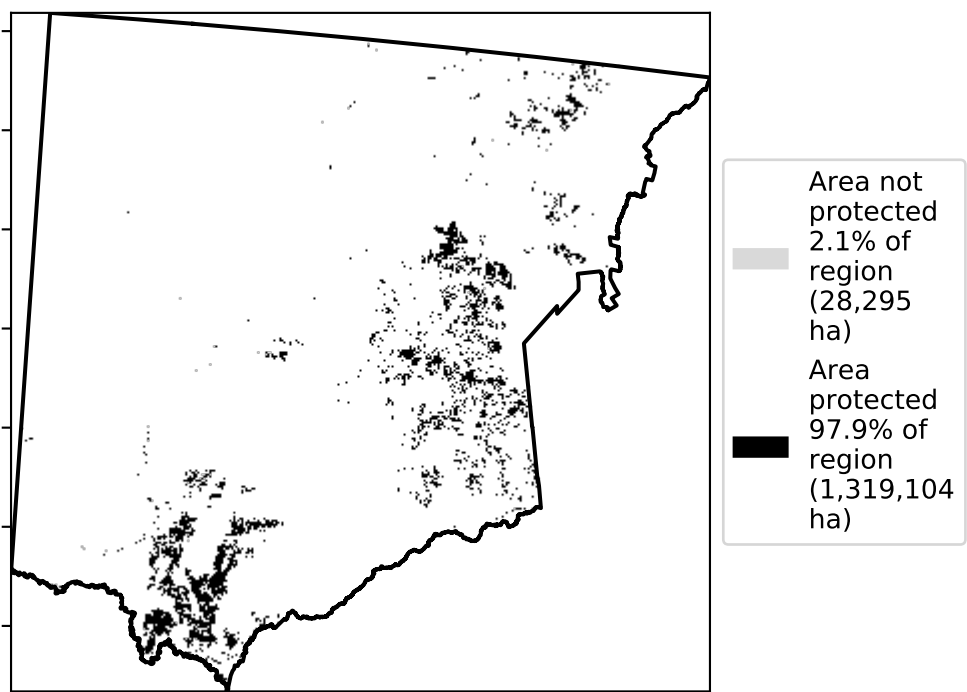 Area not
protected
2.1% of
region
(28,295
ha)
Area
protected
97.9% of
region
(1,319,104
ha)